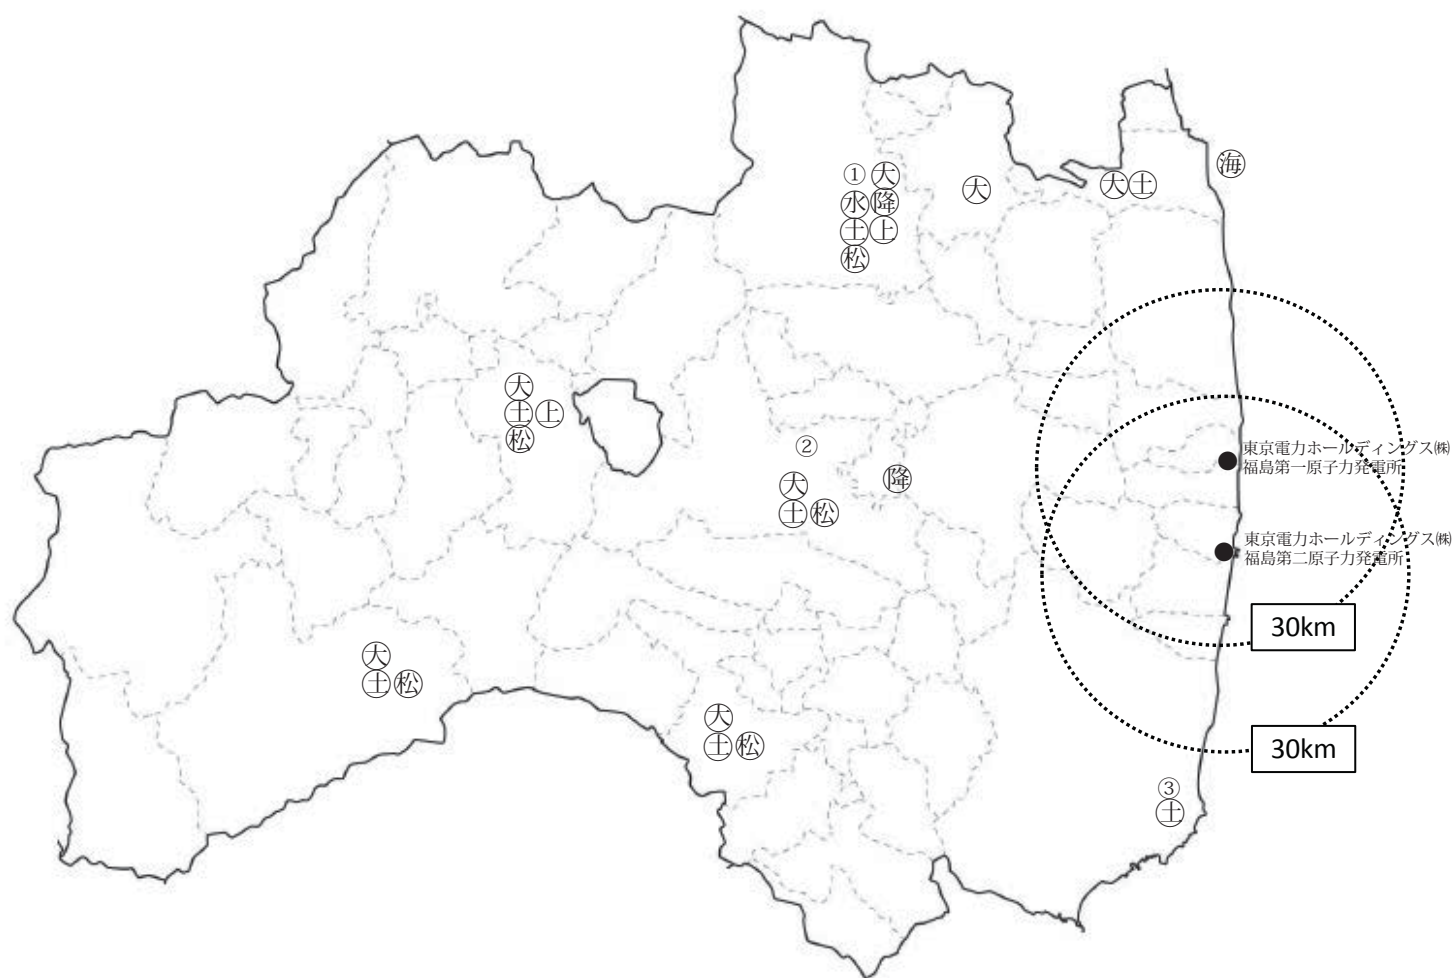 ①大
水降
土上
松
大
大土
海
大
土上
松
②
大
土松
降
東京電力ホールディングス㈱
福島第一原子力発電所
東京電力ホールディングス㈱
福島第二原子力発電所
30km
大
土松
大
土松
30km
③
土